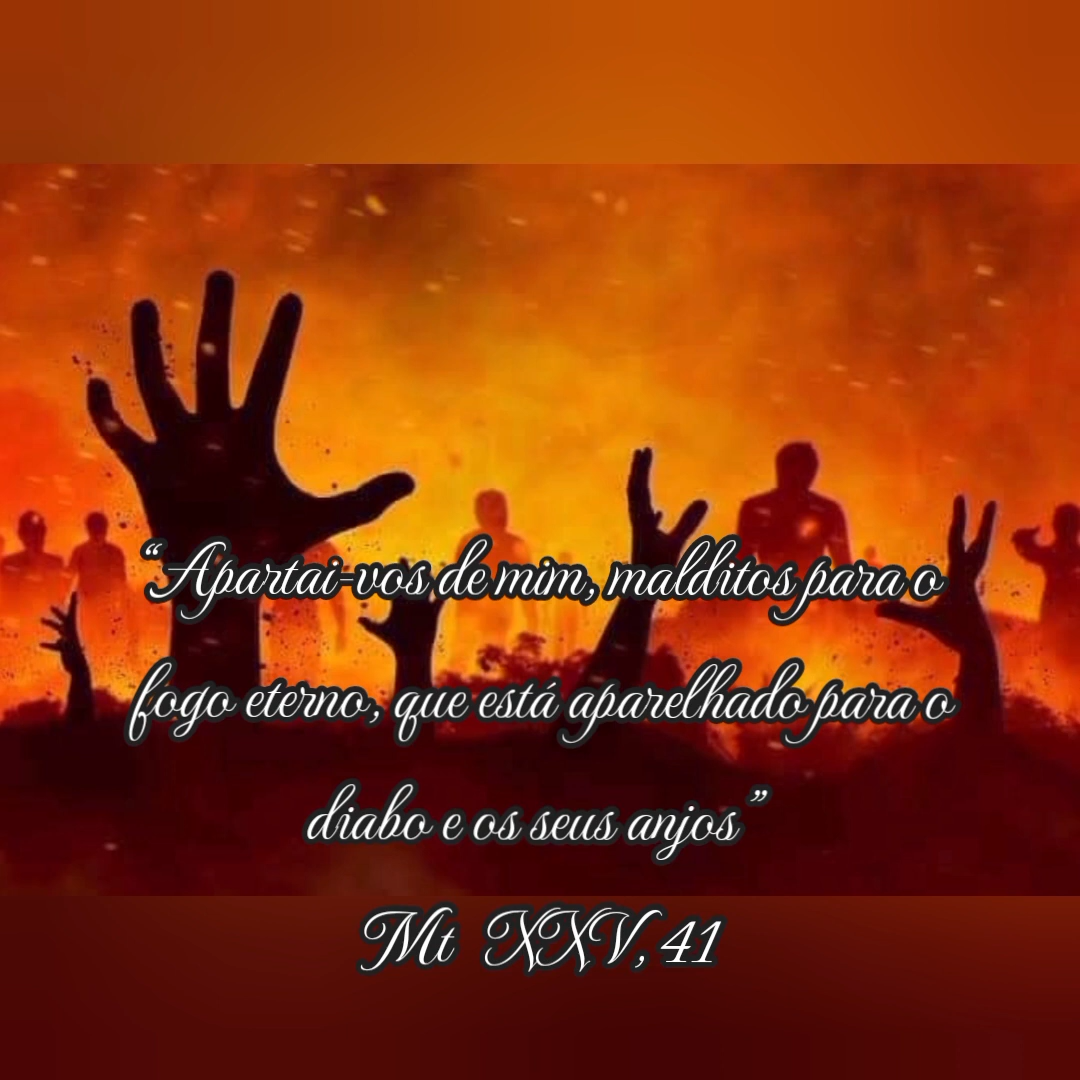 “Apartai-vos de mim, malditos para o
fogo eterno, que está aparelhado para o
diabo e os seus anjos”
Mt XXV, 41